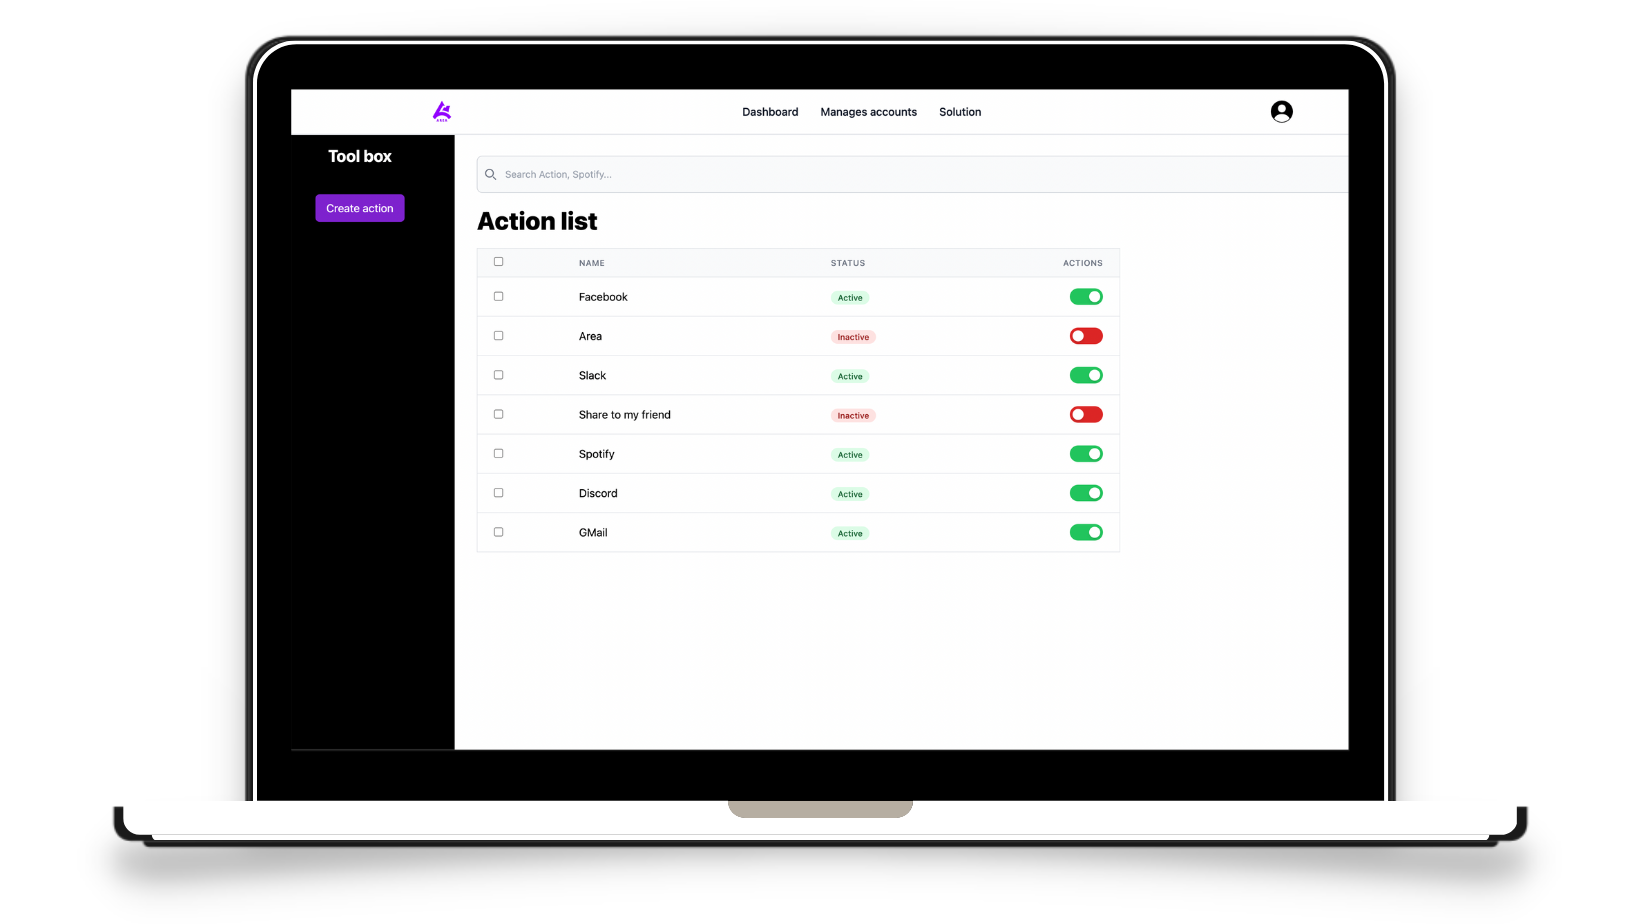 AREA
Dashboard Manages accounts Solution
Tool box
Create action
Search Action, Spotify...
Action list
NAME STATUS ACTIONS
Facebook Active
Area Inactive
Slack Active
Share to my friend Inactive
Spotify Active
Discord Active
GMail Active